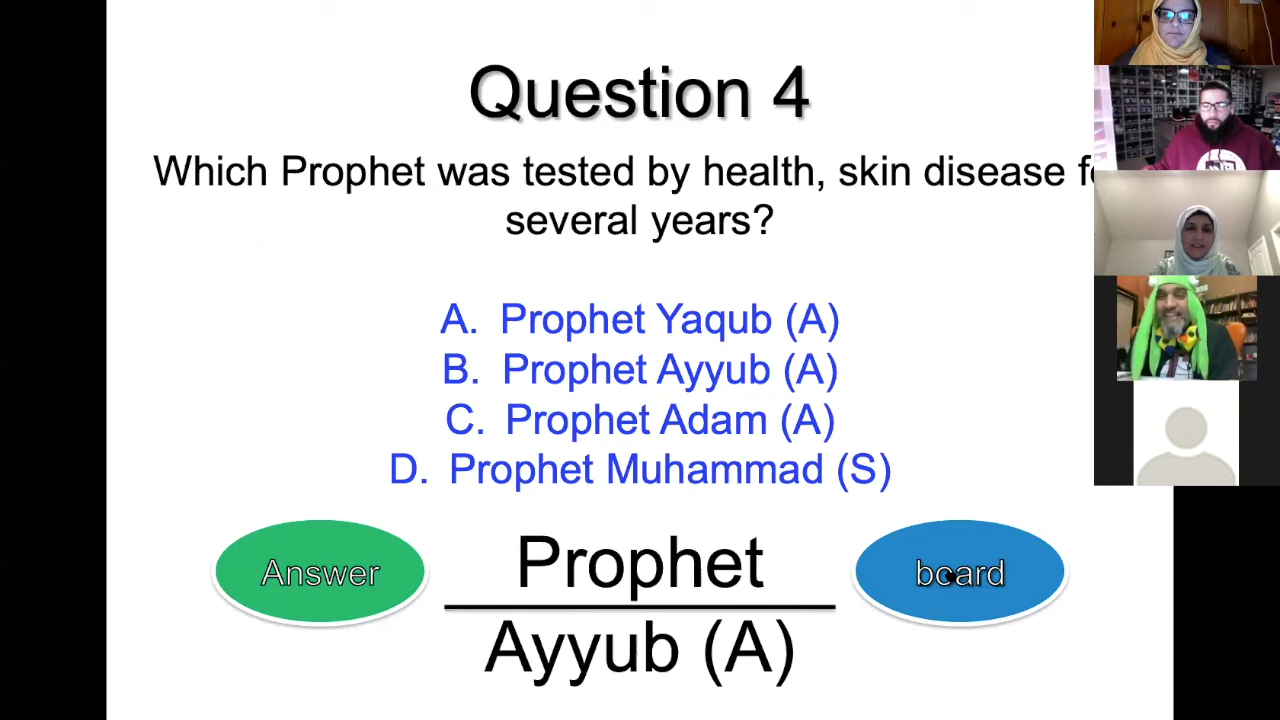 Question 4
Which Prophet was tested by health, skin disease
several years?
A. Prophet Yaqub (A)
B. Prophet Ayyub (A)
C. Prophet Adam (A)
D. Prophet Muhammad (S)
Answer
Prophet
Ayyub (A)
board